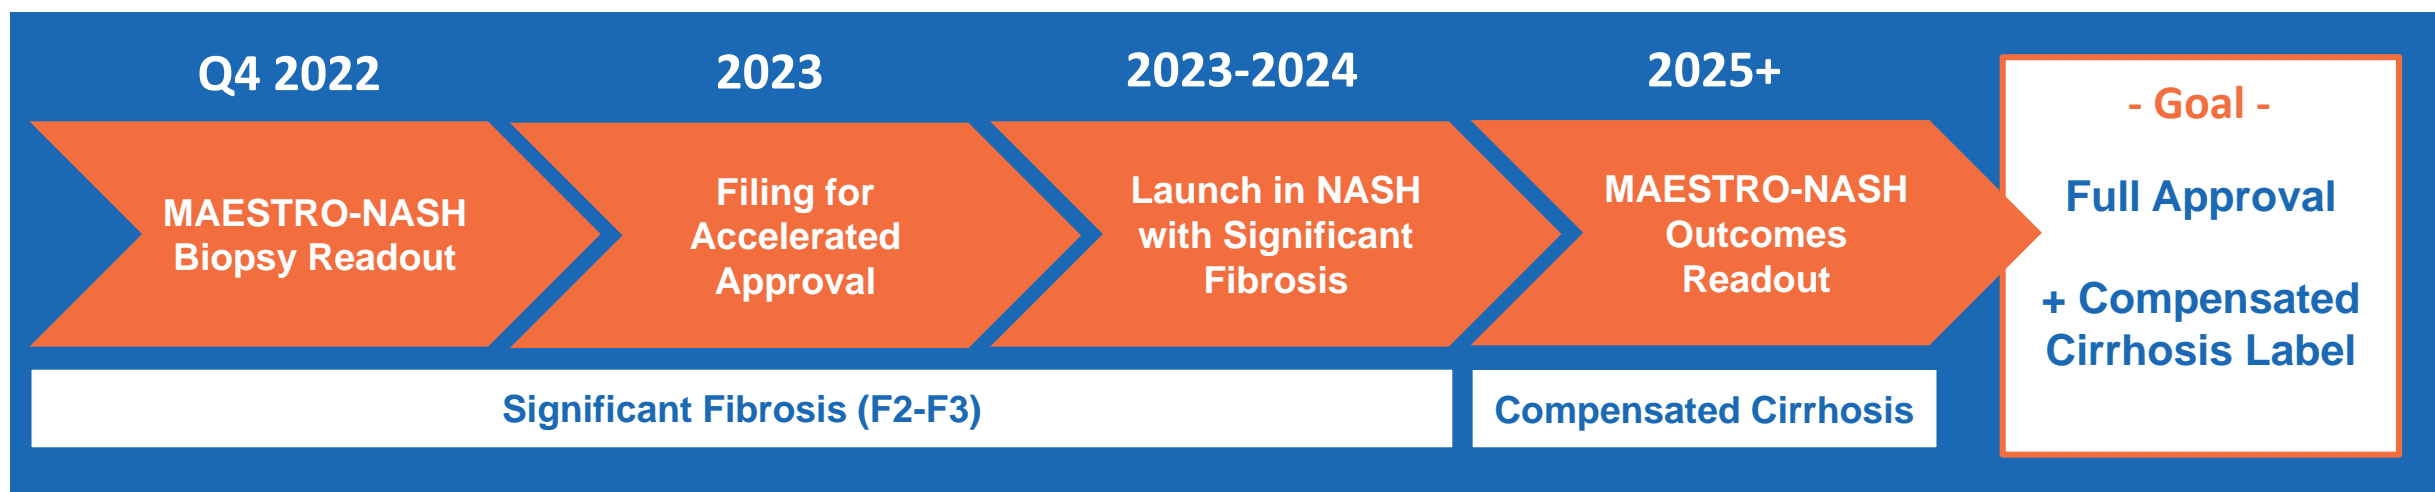 Q4 2022
2023
2023-2024
2025+
MAESTRO-NASH
Biopsy Readout
Filing for
Accelerated
Approval
Launch in NASH
with Significant
Fibrosis
MAESTRO-NASH
Outcomes
Readout
- Goal -
Full Approval
+ Compensated
Cirrhosis Label
Significant Fibrosis (F2-F3)
Compensated Cirrhosis